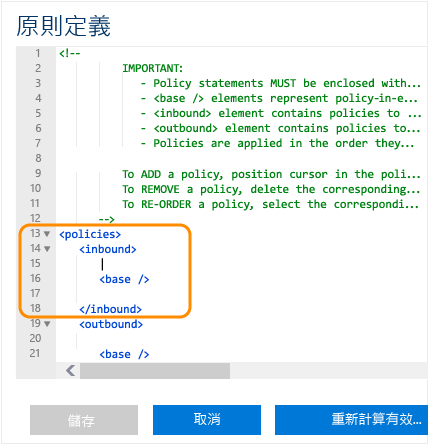 原則定義
1 <!--
2 IMPORTANT:
3 - Policy statements MUST be enclosed with...
4 - <base /> elements represent policy-in-e...
5 - <inbound> element contains policies to ...
6 - <outbound> element contains policies to...
7 - Policies are applied in the order they...
8
9 To ADD a policy, position cursor in the poli...
10 To REMOVE a policy, delete the corresponding...
11 To RE-ORDER a policy, select the correspondi...
12 -->
13 <policies>
14 <inbound>
15
16 <base />
17
18 </inbound>
19 <outbound>
20
21 <base />
儲存 取消 重新計算有效...